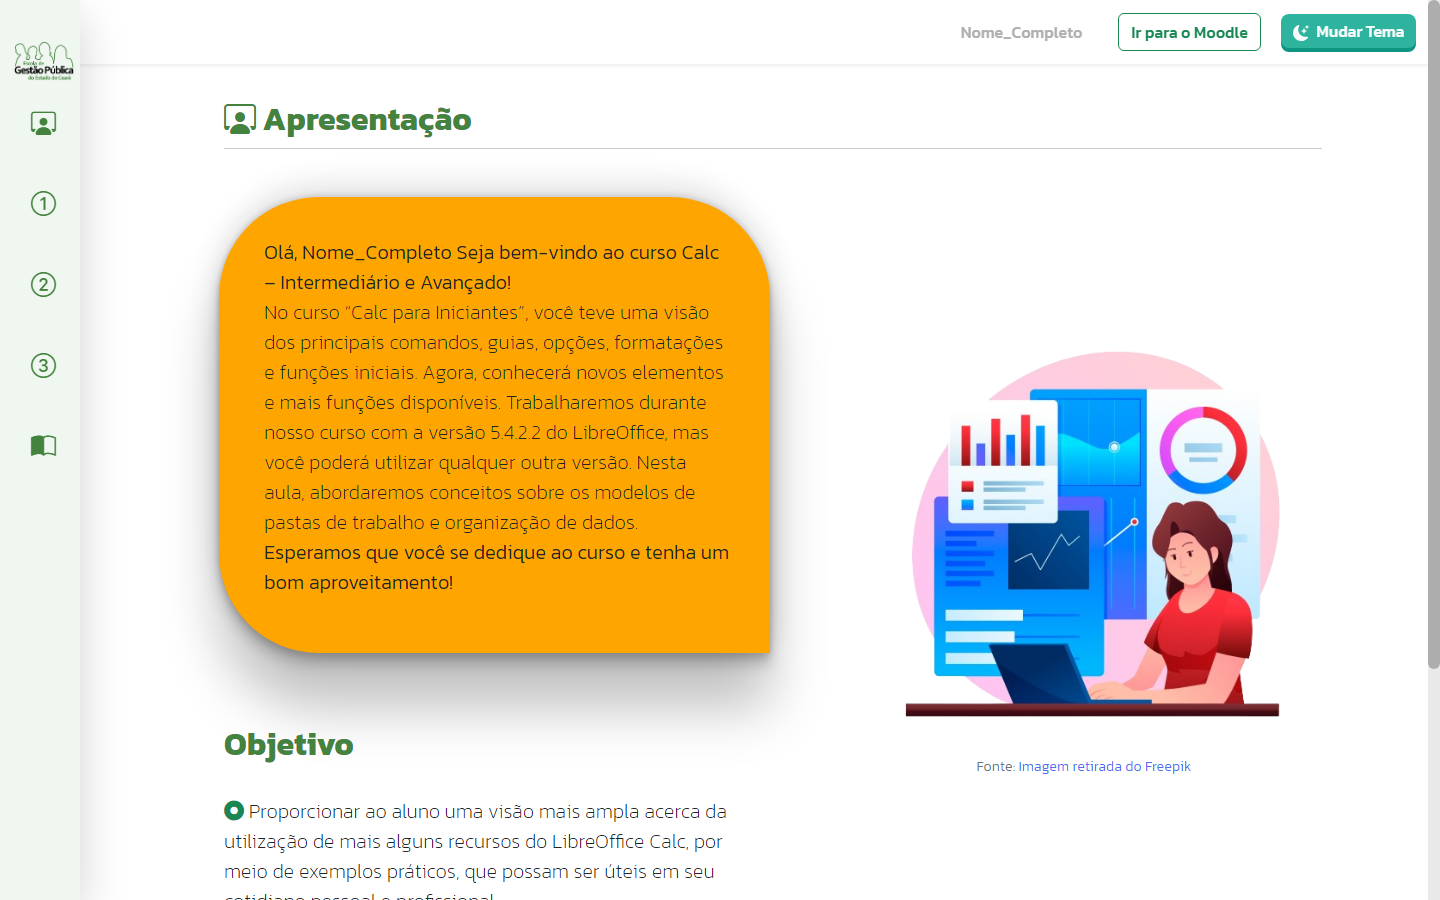 Nome_Completo
Ir para o Moodle
Mudar Tema
Escola de
Gestão Pública
do Estado do Ceará
1
2
3
Apresentação
Olá, Nome_Completo Seja bem-vindo ao curso Calc
– Intermediário e Avançado!
No curso “Calc para Iniciantes”, você teve uma visão
dos principais comandos, guias, opções, formatações
e funções iniciais. Agora, conhecerá novos elementos
e mais funções disponíveis. Trabalharemos durante
nosso curso com a versão 5.4.2.2 do LibreOffice, mas
você poderá utilizar qualquer outra versão. Nesta
aula, abordaremos conceitos sobre os modelos de
pastas de trabalho e organização de dados.
Esperamos que você se dedique ao curso e tenha um
bom aproveitamento!
Fonte: Imagem retirada do Freepik
Objetivo
Proporcionar ao aluno uma visão mais ampla acerca da
utilização de mais alguns recursos do LibreOffice Calc, por
meio de exemplos práticos, que possam ser úteis em seu
cotidiano pessoal e profissional.